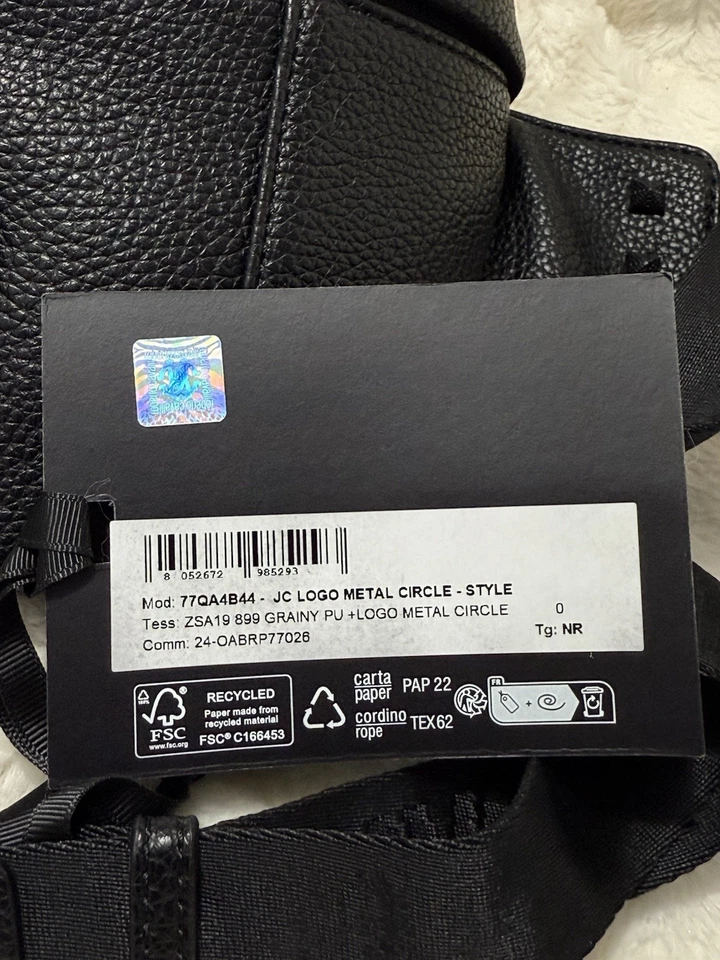 8 052672 985293
Mod: 77QA4B44 - JC LOGO METAL CIRCLE - STYLE
Tess: ZSA19 899 GRAINY PU +LOGO METAL CIRCLE 0
Comm: 24-OABRP77026 Tg: NR
100%
FSC
www.fsc.org
RECYCLED
Paper made from
recycled material
FSC® C166453
carta
paper
PAP 22
cordino
rope
TEX62
FR
+